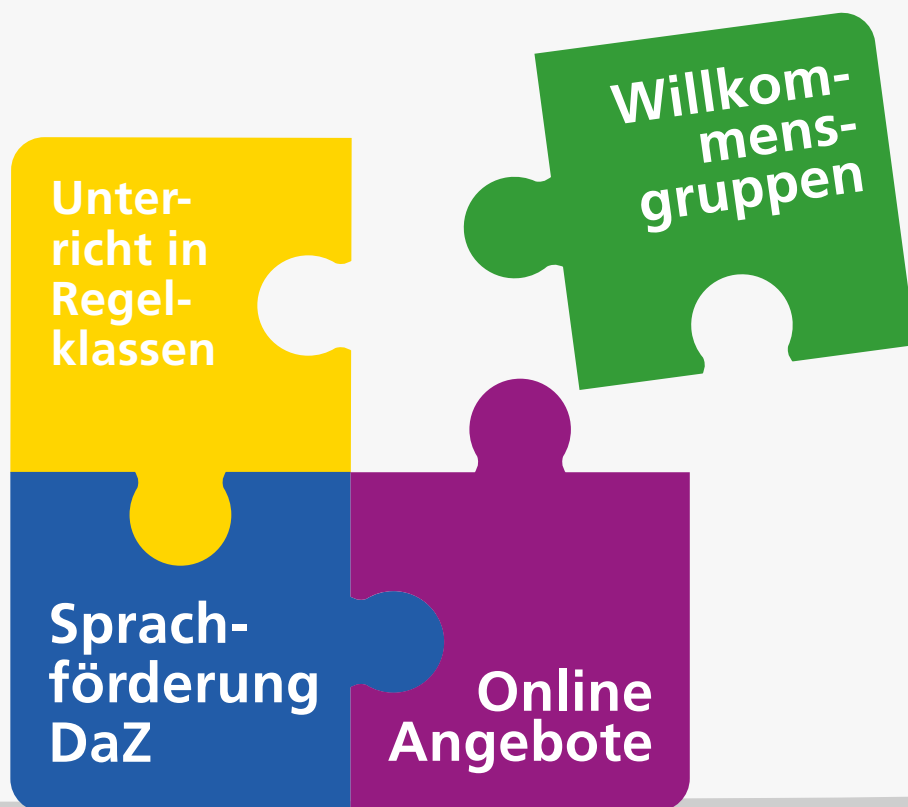 Willkom-
mens-
gruppen
Unter-
richt in
Regel-
klassen
Sprach-
förderung
DaZ
Online
Angebote